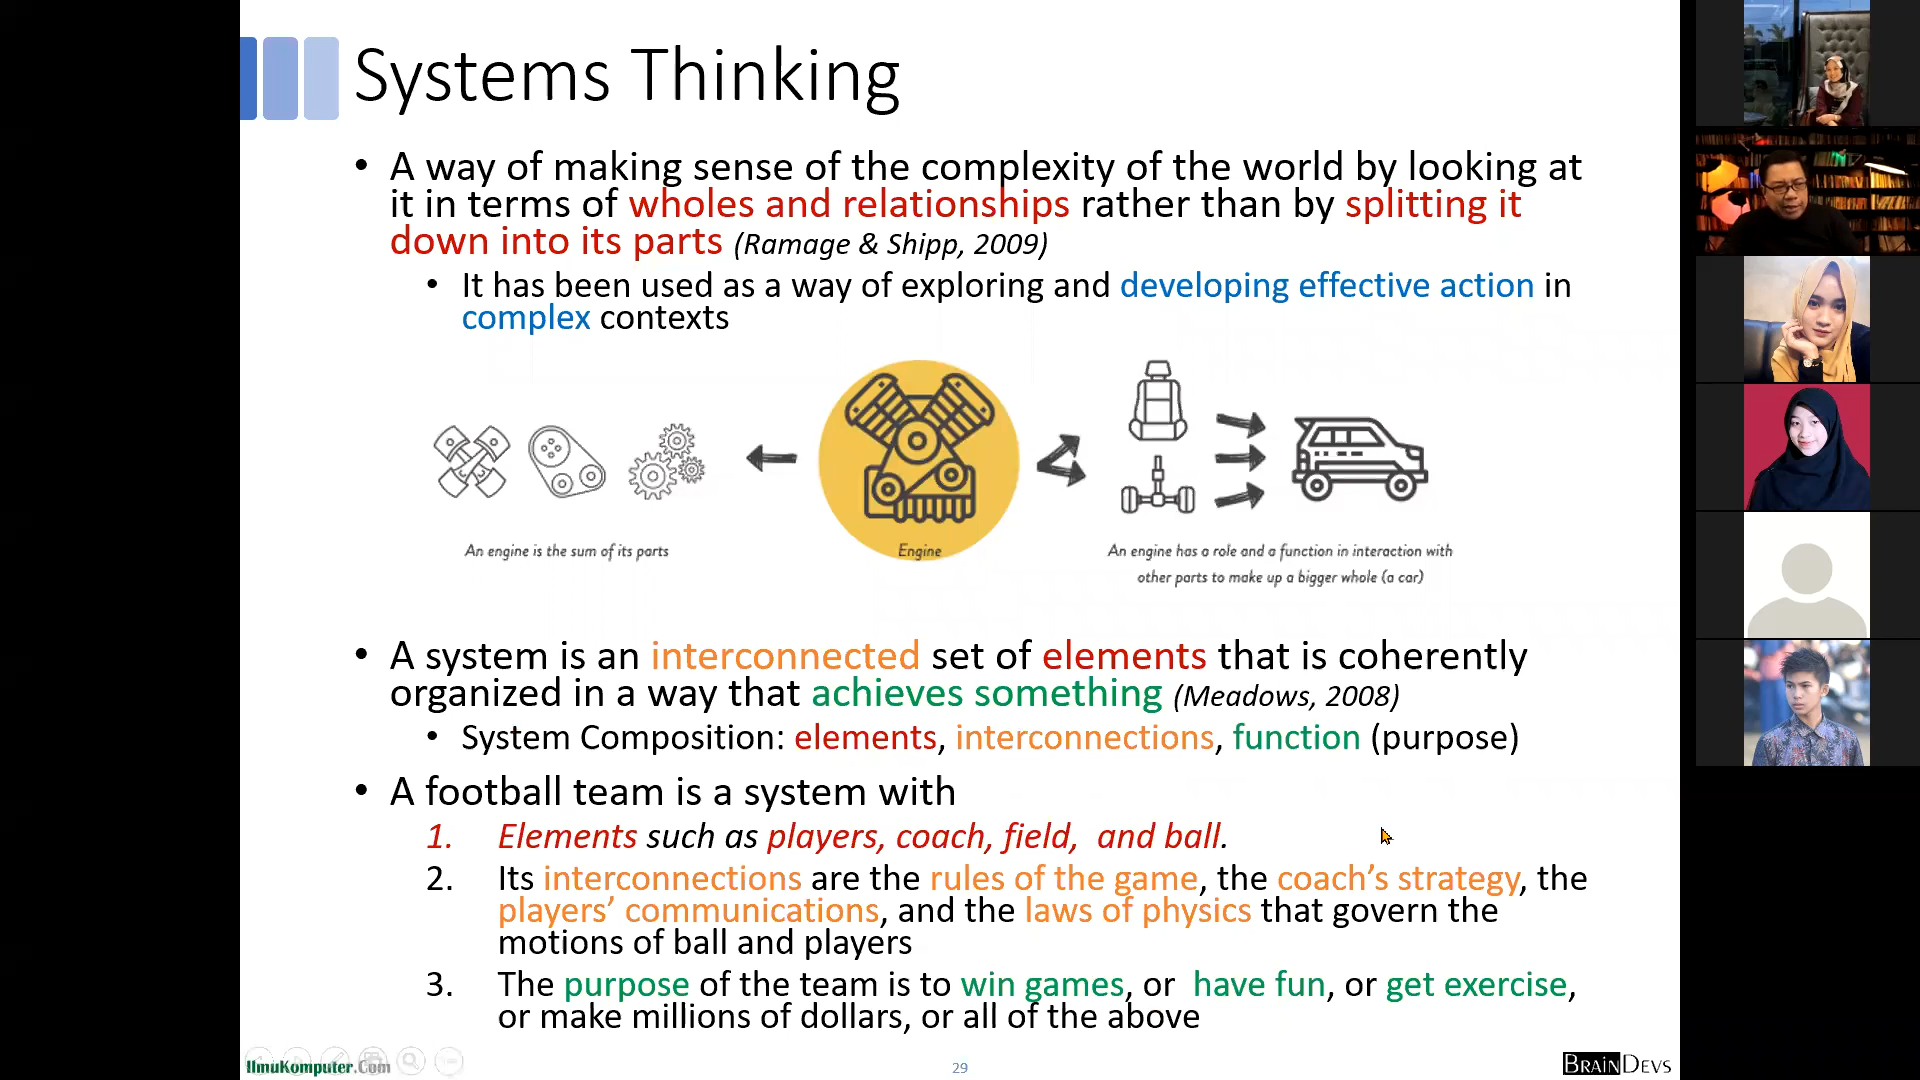 Systems Thinking
• A way of making sense of the complexity of the world by looking at
it in terms of wholes and relationships rather than by splitting it
down into its parts (Ramage & Shipp, 2009)
• It has been used as a way of exploring and developing effective action in
complex contexts
An engine is the sum of its parts
Engine
An engine has a role and a function in interaction with
other parts to make up a bigger whole (a car)
• A system is an interconnected set of elements that is coherently
organized in a way that achieves something (Meadows, 2008)
• System Composition: elements, interconnections, function (purpose)
• A football team is a system with
1. Elements such as players, coach, field, and ball.
2. Its interconnections are the rules of the game, the coach’s strategy, the
players’ communications, and the laws of physics that govern the
motions of ball and players
3. The purpose of the team is to win games, or have fun, or get exercise,
or make millions of dollars, or all of the above
IlmuKomputer.Com
29
BRAINDEVS